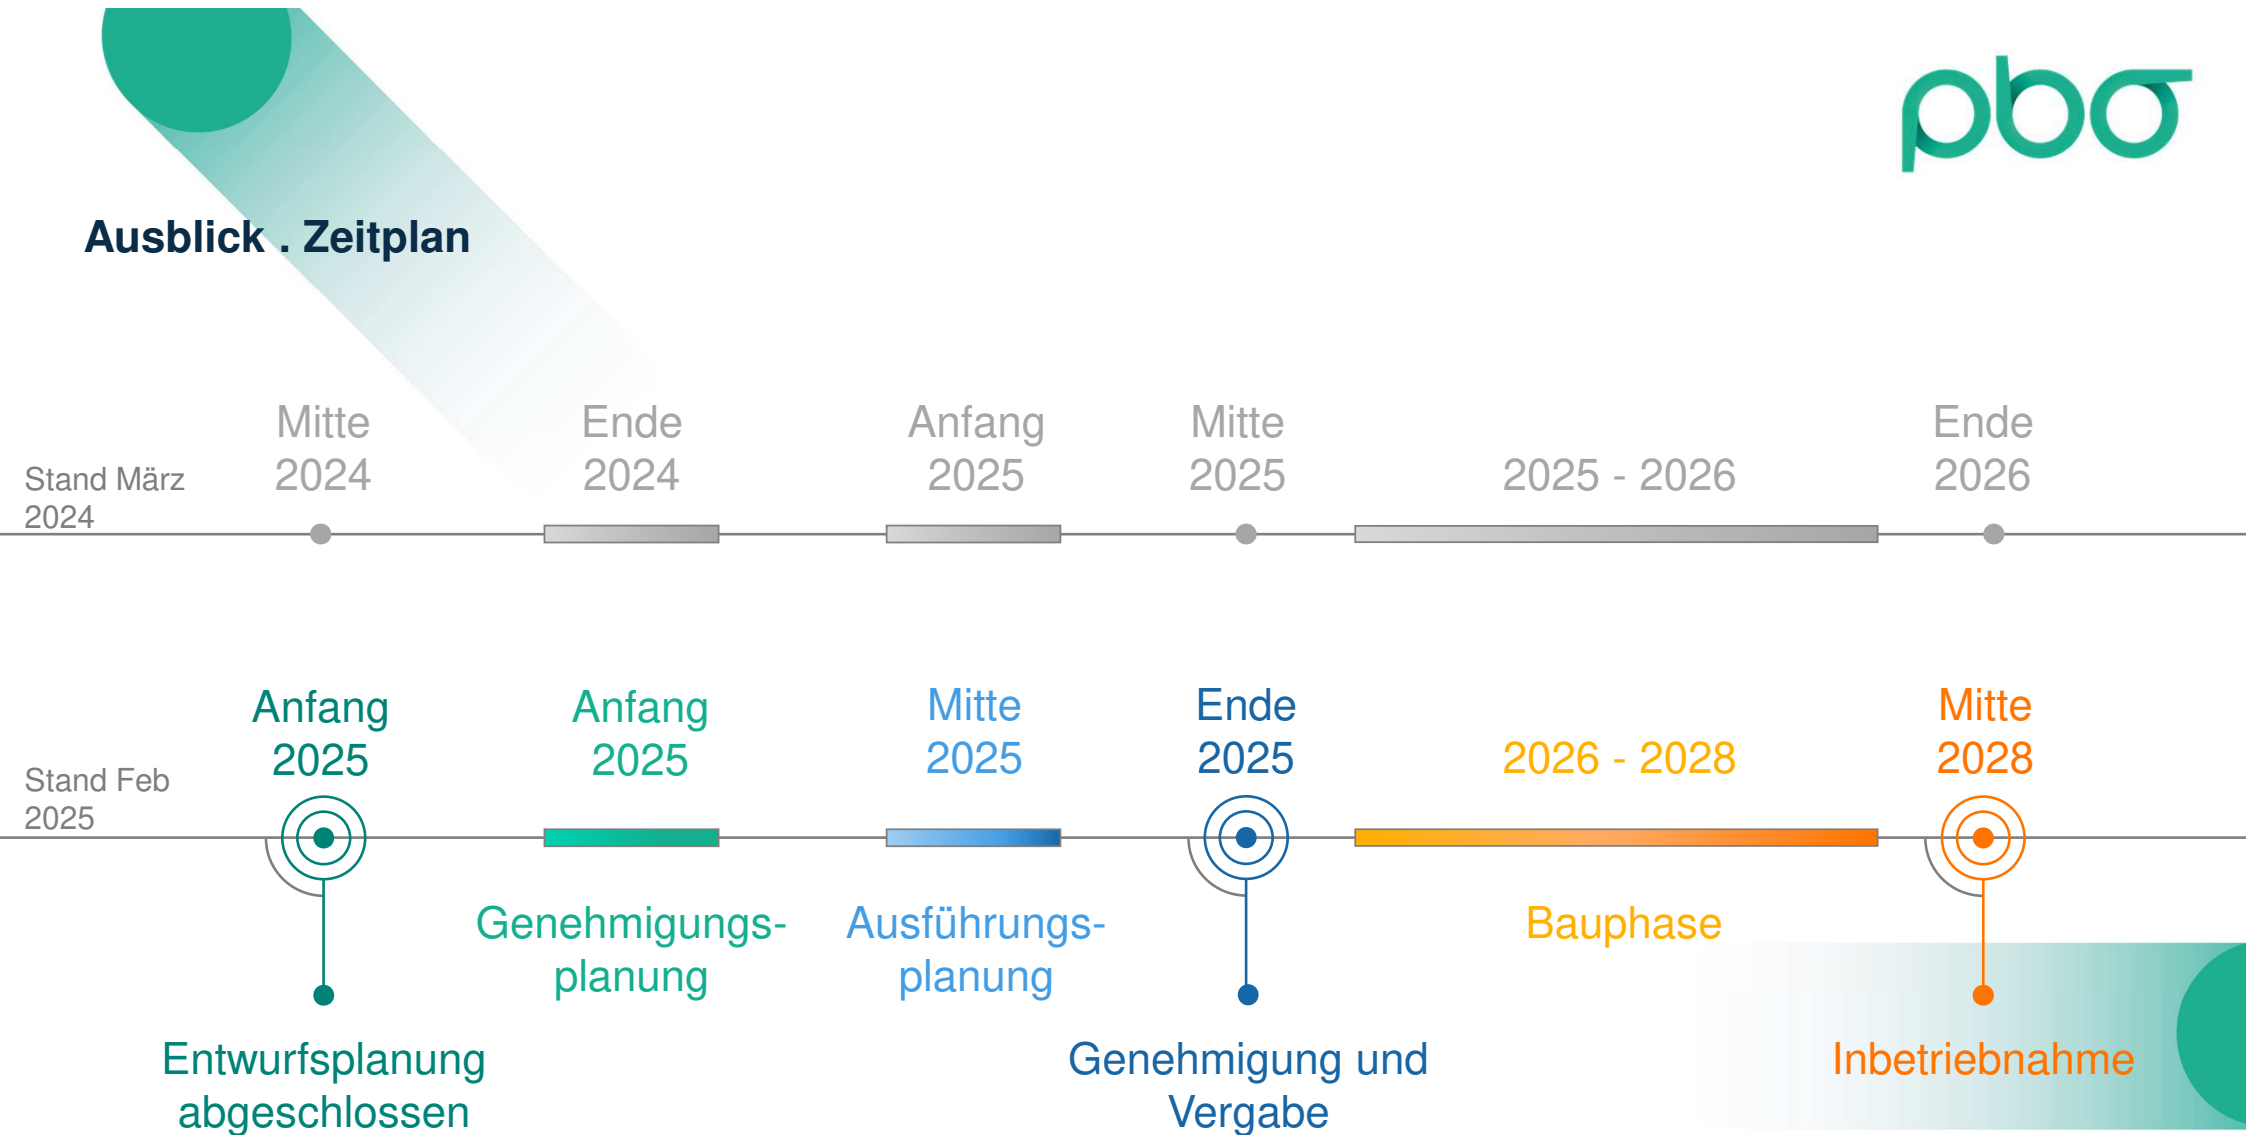 pbo
Ausblick . Zeitplan
Stand März
2024
Mitte
2024
Ende
2024
Anfang
2025
Mitte
2025
2025 - 2026
Ende
2026
Stand Feb
2025
Anfang
2025
Anfang
2025
Mitte
2025
Ende
2025
2026 - 2028
Mitte
2028
Entwurfsplanung
abgeschlossen
Genehmigungs-
planung
Ausführungs-
planung
Genehmigung und
Vergabe
Bauphase
Inbetriebnahme